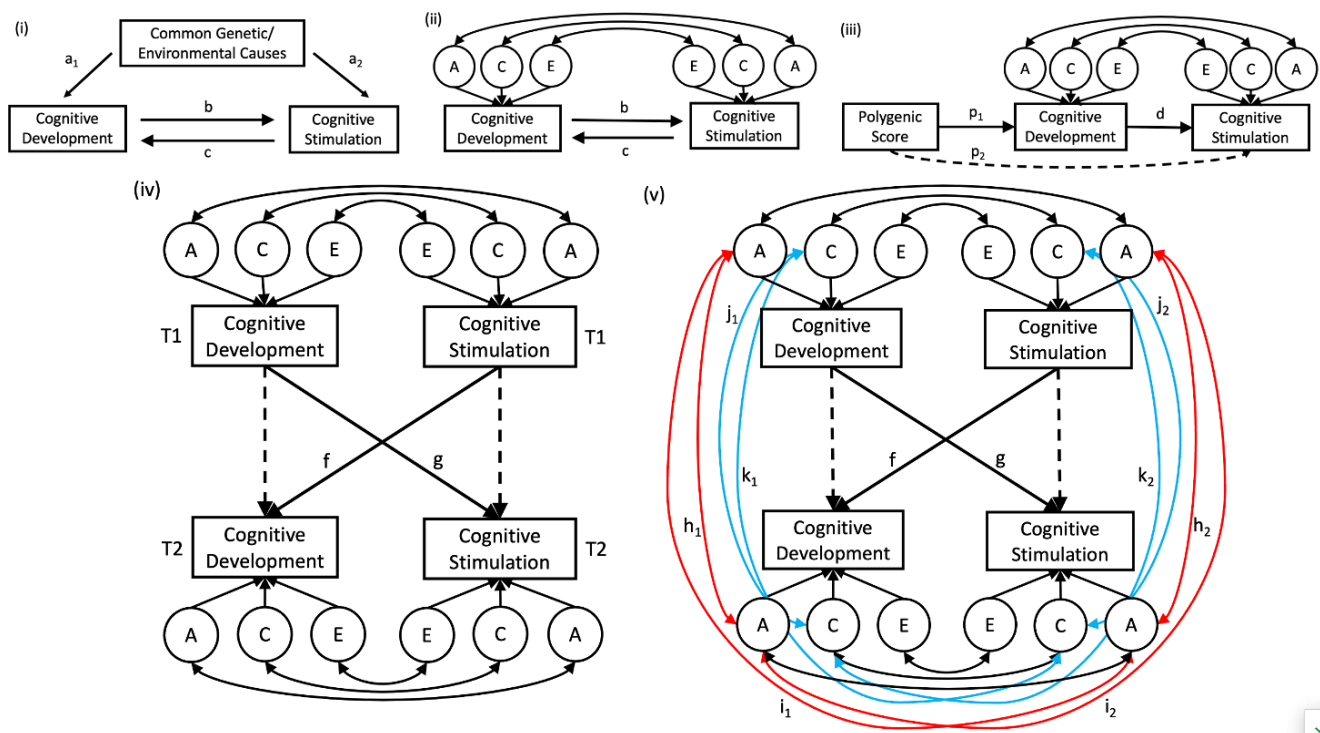 (i)
Common Genetic/
Environmental Causes
a1
a2
Cognitive
Development
b
c
Cognitive
Stimulation
(ii)
A
C
E
E
C
A
Cognitive
Development
b
c
Cognitive
Stimulation
(iii)
A
C
E
E
C
A
Polygenic
Score
p1
Cognitive
Development
d
Cognitive
Stimulation
p2
(iv)
A
C
E
E
C
A
T1
Cognitive
Development
Cognitive
Stimulation
T1
f
g
T2
Cognitive
Development
Cognitive
Stimulation
T2
A
C
E
E
C
A
(v)
A
C
E
E
C
A
j1
j2
Cognitive
Development
Cognitive
Stimulation
f
g
k1
k2
h1
h2
Cognitive
Development
Cognitive
Stimulation
A
C
E
E
C
A
i1
i2